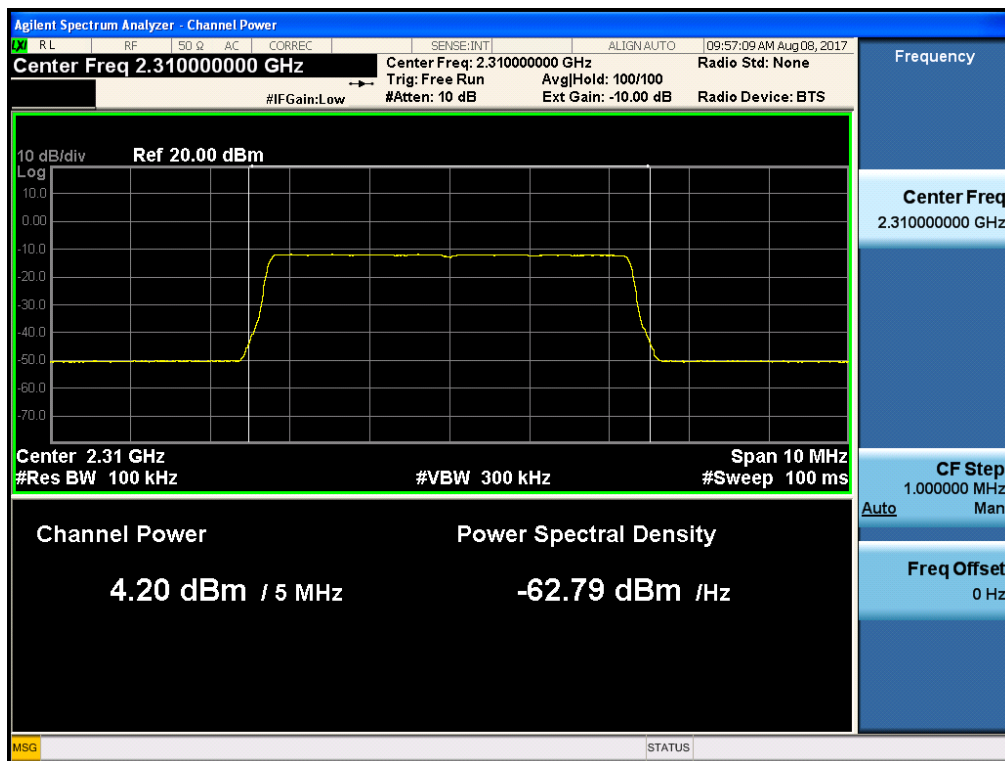 Agilent Spectrum Analyzer - Channel Power
LXI RL RF 50 Ω AC CORREC SENSE:INT ALIGN AUTO 09:57:09 AM Aug 08, 2017
Center Freq 2.310000000 GHz
Center Freq: 2.310000000 GHz Radio Std: None
Trig: Free Run Avg|Hold: 100/100
#IFGain:Low #Atten: 10 dB Ext Gain: -10.00 dB Radio Device: BTS
10 dB/div Ref 20.00 dBm
Log
10.0
0.00
-10.0
-20.0
-30.0
-40.0
-50.0
-60.0
-70.0
Center 2.31 GHz Span 10 MHz
#Res BW 100 kHz #VBW 300 kHz #Sweep 100 ms
Channel Power Power Spectral Density
4.20 dBm / 5 MHz -62.79 dBm /Hz
Frequency
Center Freq
2.310000000 GHz
CF Step
1.000000 MHz
Auto Man
Freq Offset
0 Hz
MSG STATUS